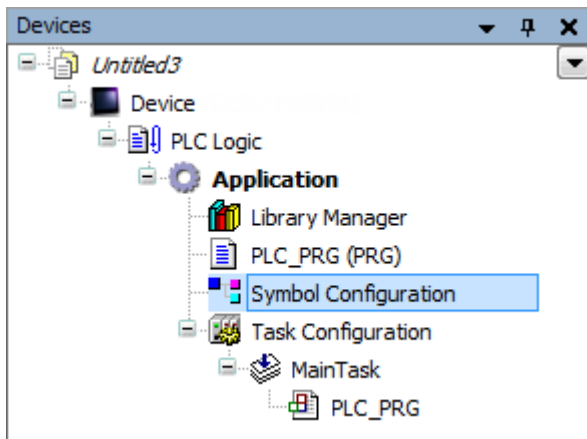 Devices
Untitled3
Device
PLC Logic
Application
Library Manager
PLC_PRG (PRG)
Symbol Configuration
Task Configuration
MainTask
PLC_PRG